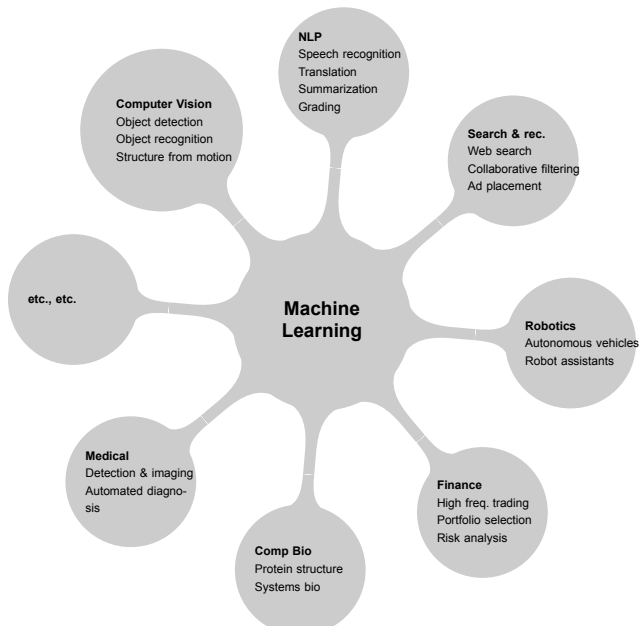 NLP
Speech recognition
Translation
Summarization
Grading
Computer Vision
Object detection
Object recognition
Structure from motion
Search & rec.
Web search
Collaborative filtering
Ad placement
etc., etc.
Machine
Learning
Robotics
Autonomous vehicles
Robot assistants
Medical
Detection & imaging
Automated diagno-
sis
Finance
High freq. trading
Portfolio selection
Risk analysis
Comp Bio
Protein structure
Systems bio